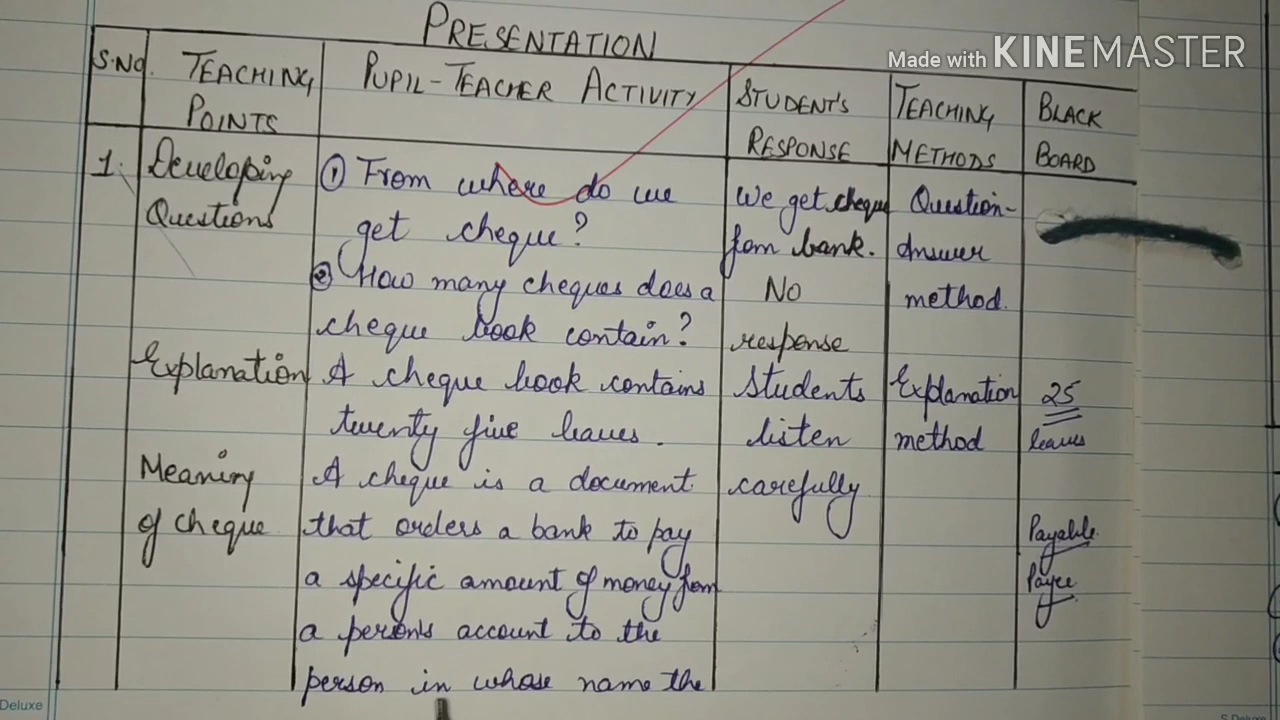 PRESENTATION
Made with KINEMASTER
S.No. TEACHING PUPIL-TEACHER ACTIVITY STUDENT'S TEACHING BLACK
POINTS RESPONSE METHODS BOARD
1. Developing ① From where do we We get cheque Question-
Questions get cheque? from bank. Answer
② How many cheques does a No method.
cheque book contain? response
Explanation A cheque book contains Students Explanation 25
twenty five leaves. listen method leaves
Meaning A cheque is a document carefully
of cheque that orders a bank to pay Payable
a specific amount of money from Payee
a person's account to the
person in whose name the
Deluxe
S Deluxe